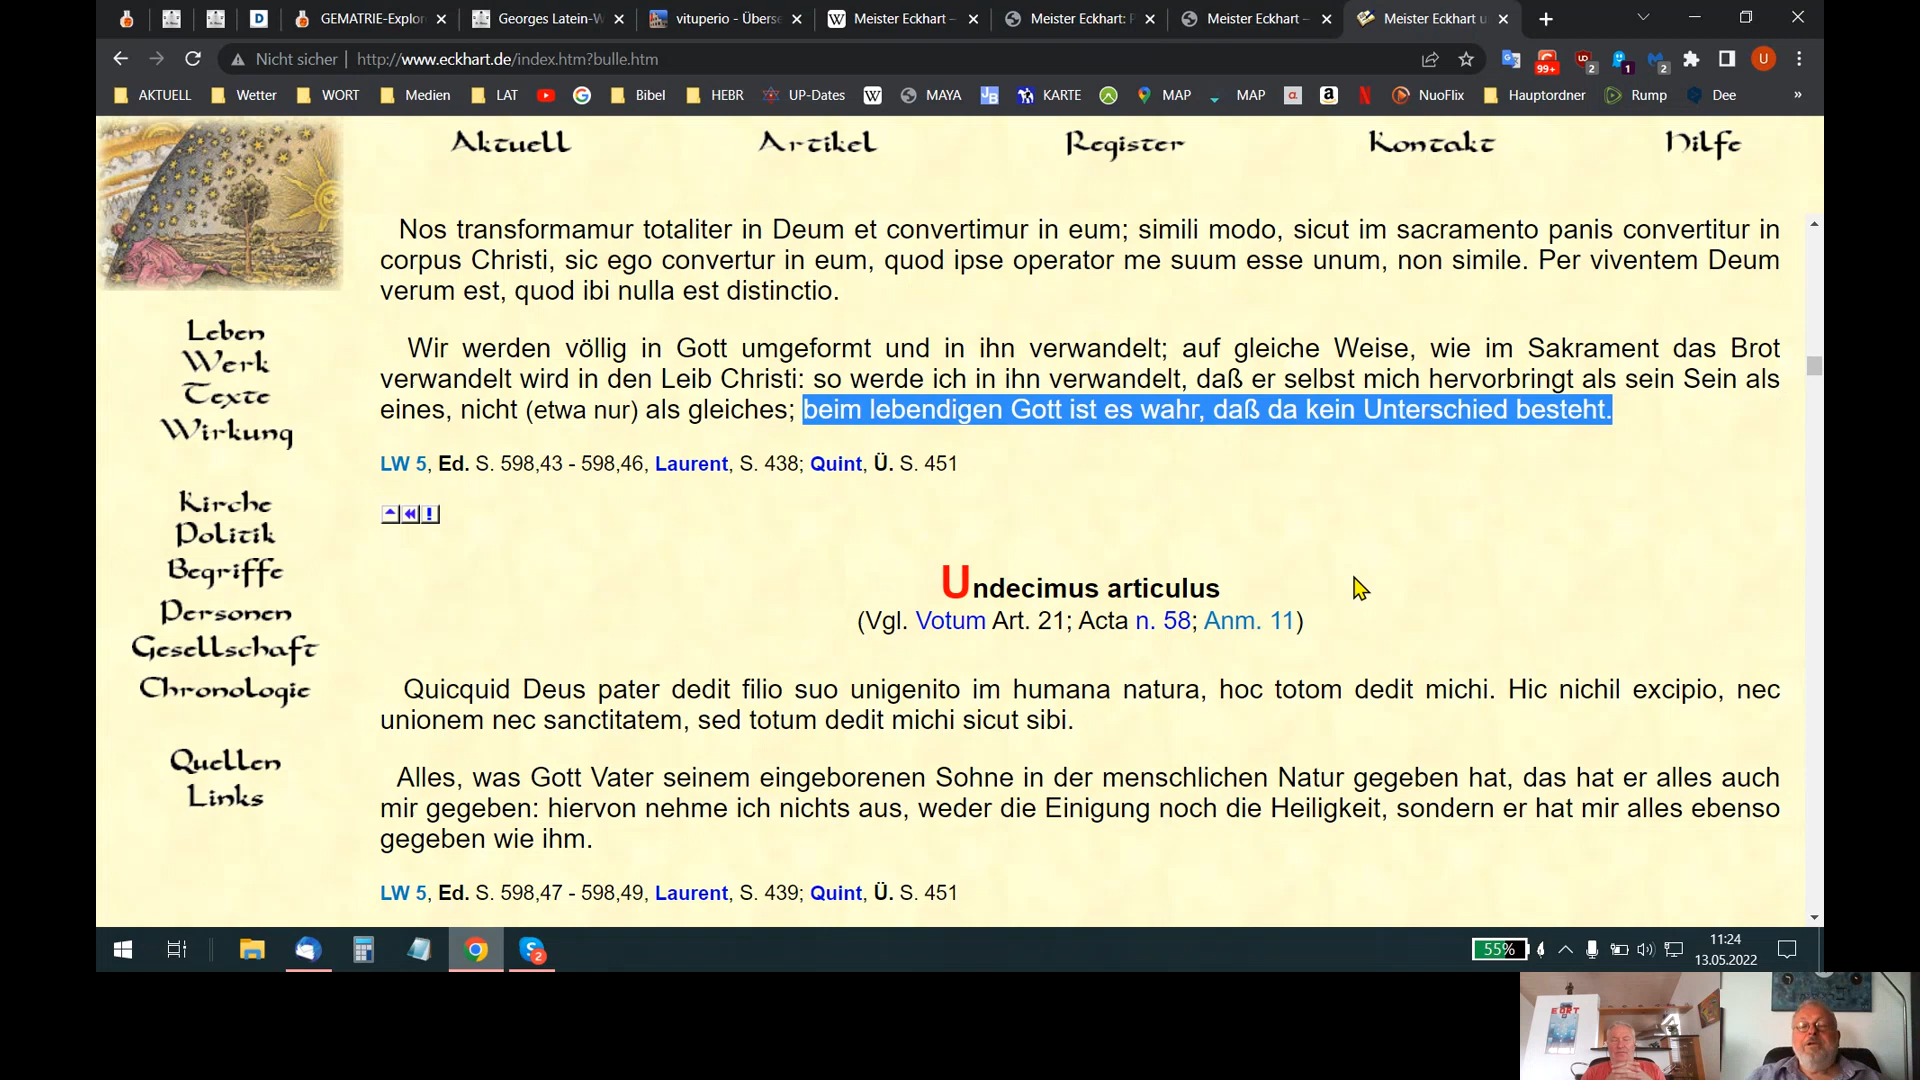 GEMATRIE-Explor
Georges Latein-W
vituperio - Überse
Meister Eckhart –
Meister Eckhart: P
Meister Eckhart –
Meister Eckhart u
Nicht sicher | http://www.eckhart.de/index.htm?bulle.htm
99+ 2 1 2 U
AKTUELL Wetter WORT Medien LAT Bibel HEBR UP-Dates MAYA KARTE MAP MAP NuoFlix Hauptordner Rump Dee »
Aktuell Artikel Register Kontakt Hilfe
Leben
Werk
Texte
Wirkung
Kirche
Politik
Begriffe
Personen
Gesellschaft
Chronologie
Quellen
Links
Nos transformamur totaliter in Deum et convertimur in eum; simili modo, sicut im sacramento panis convertitur in
corpus Christi, sic ego convertur in eum, quod ipse operator me suum esse unum, non simile. Per viventem Deum
verum est, quod ibi nulla est distinctio.
Wir werden völlig in Gott umgeformt und in ihn verwandelt; auf gleiche Weise, wie im Sakrament das Brot
verwandelt wird in den Leib Christi: so werde ich in ihn verwandelt, daß er selbst mich hervorbringt als sein Sein als
eines, nicht (etwa nur) als gleiches; beim lebendigen Gott ist es wahr, daß da kein Unterschied besteht.
LW 5, Ed. S. 598,43 - 598,46, Laurent, S. 438; Quint, Ü. S. 451
Undecimus articulus
(Vgl. Votum Art. 21; Acta n. 58; Anm. 11)
Quicquid Deus pater dedit filio suo unigenito im humana natura, hoc totom dedit michi. Hic nichil excipio, nec
unionem nec sanctitatem, sed totum dedit michi sicut sibi.
Alles, was Gott Vater seinem eingeborenen Sohne in der menschlichen Natur gegeben hat, das hat er alles auch
mir gegeben: hiervon nehme ich nichts aus, weder die Einigung noch die Heiligkeit, sondern er hat mir alles ebenso
gegeben wie ihm.
LW 5, Ed. S. 598,47 - 598,49, Laurent, S. 439; Quint, Ü. S. 451
55%
11:24
13.05.2022